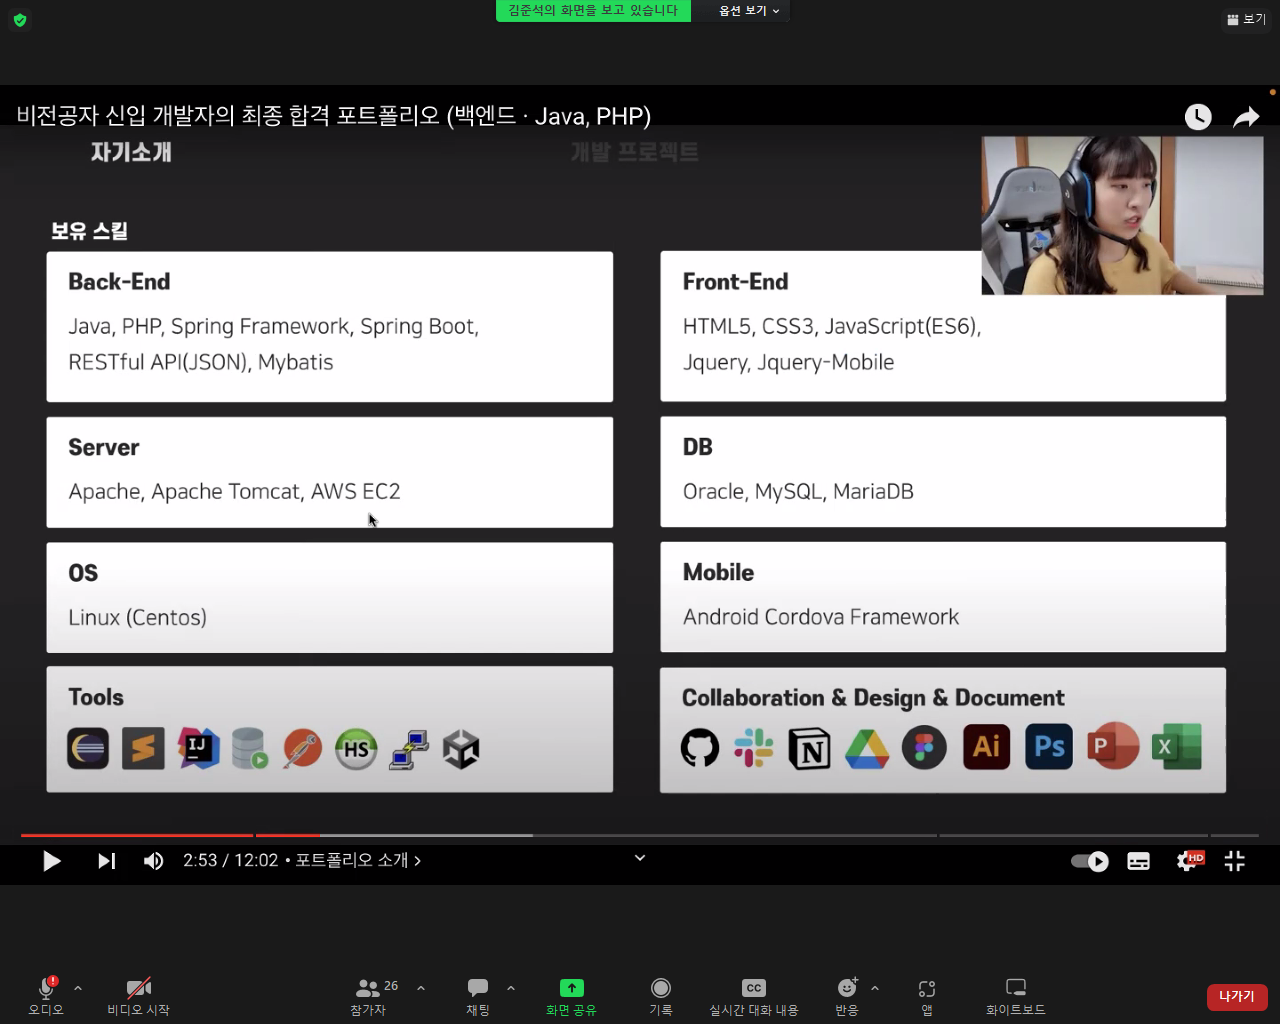 김준석의 화면을 보고 있습니다
옵션 보기
보기
비전공자 신입 개발자의 최종 합격 포트폴리오 (백엔드 · Java, PHP)
자기소개
개발 프로젝트
보유 스킬
Back-End
Java, PHP, Spring Framework, Spring Boot,
RESTful API(JSON), Mybatis
Front-End
HTML5, CSS3, JavaScript(ES6),
Jquery, Jquery-Mobile
Server
Apache, Apache Tomcat, AWS EC2
DB
Oracle, MySQL, MariaDB
OS
Linux (Centos)
Mobile
Android Cordova Framework
Tools
IJ
HS
Collaboration & Design & Document
N
Ai
Ps
P
X
2:53 / 12:02 • 포트폴리오 소개 >
HD
오디오
비디오 시작
26
참가자
채팅
화면 공유
기록
CC
실시간 대화 내용
반응
앱
화이트보드
나가기